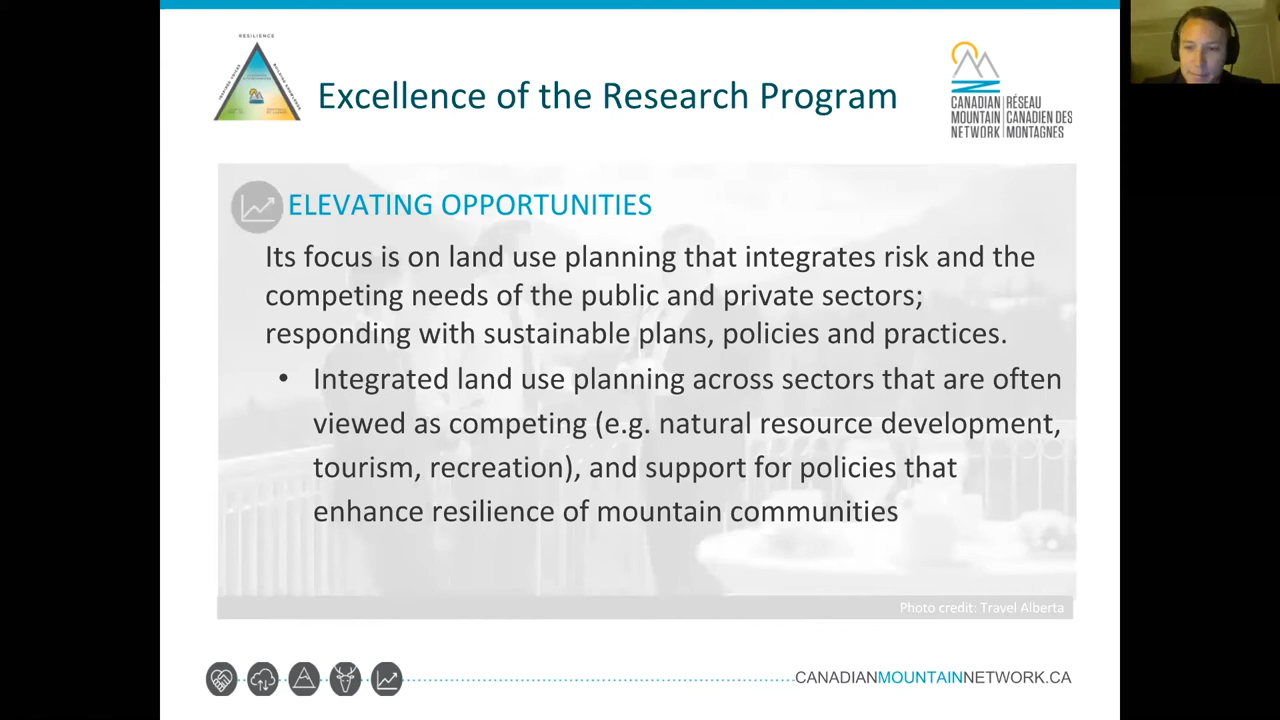 RESILIENCE
Excellence of the Research Program
CANADIAN MOUNTAIN NETWORK
RÉSEAU CANADIEN DES MONTAGNES
ELEVATING OPPORTUNITIES
Its focus is on land use planning that integrates risk and the
competing needs of the public and private sectors;
responding with sustainable plans, policies and practices.
• Integrated land use planning across sectors that are often
viewed as competing (e.g. natural resource development,
tourism, recreation), and support for policies that
enhance resilience of mountain communities
Photo credit: Travel Alberta
CANADIANMOUNTAINNETWORK.CA